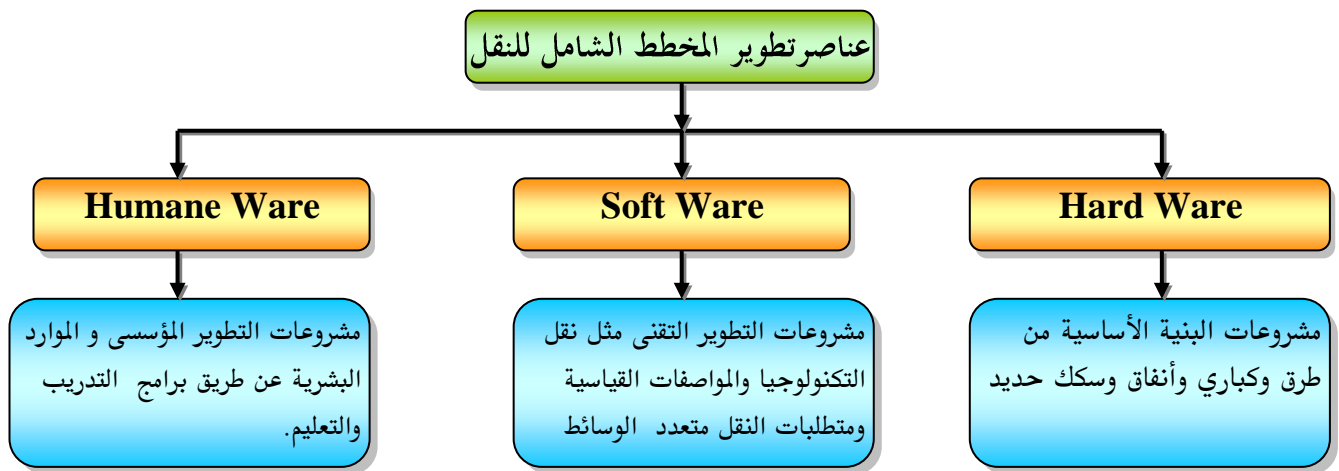 عناصر تطوير المخطط الشامل للنقل
Hard Ware
مشروعات البنية الأساسية من
طرق وكباري وأنفاق وسكك حديد
Soft Ware
مشروعات التطوير التقنى مثل نقل
التكنولوجيا والمواصفات القياسية
ومتطلبات النقل متعدد الوسائط
Humane Ware
مشروعات التطوير المؤسسى و الموارد
البشرية عن طريق برامج التدريب
والتعليم.